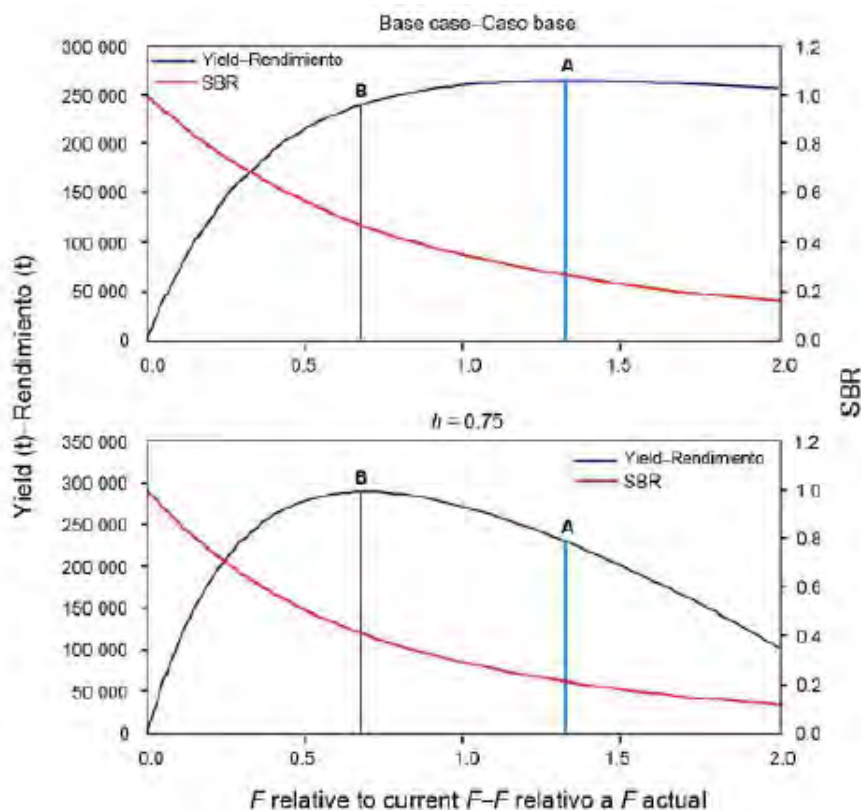 Base case–Caso base
300 000
250 000
200 000
150 000
100 000
50 000
0
Yield–Rendimiento
SBR
B
A
1.2
1.0
0.8
0.6
0.4
0.2
0.0
0.0 0.5 1.0 1.5 2.0
Yield (t)–Rendimiento (t)
SBR
h = 0.75
350 000
300 000
250 000
200 000
150 000
100 000
50 000
0
B
A
Yield–Rendimiento
SBR
1.2
1.0
0.8
0.6
0.4
0.2
0.0
0.0 0.5 1.0 1.5 2.0
F relative to current F–F relativo a F actual